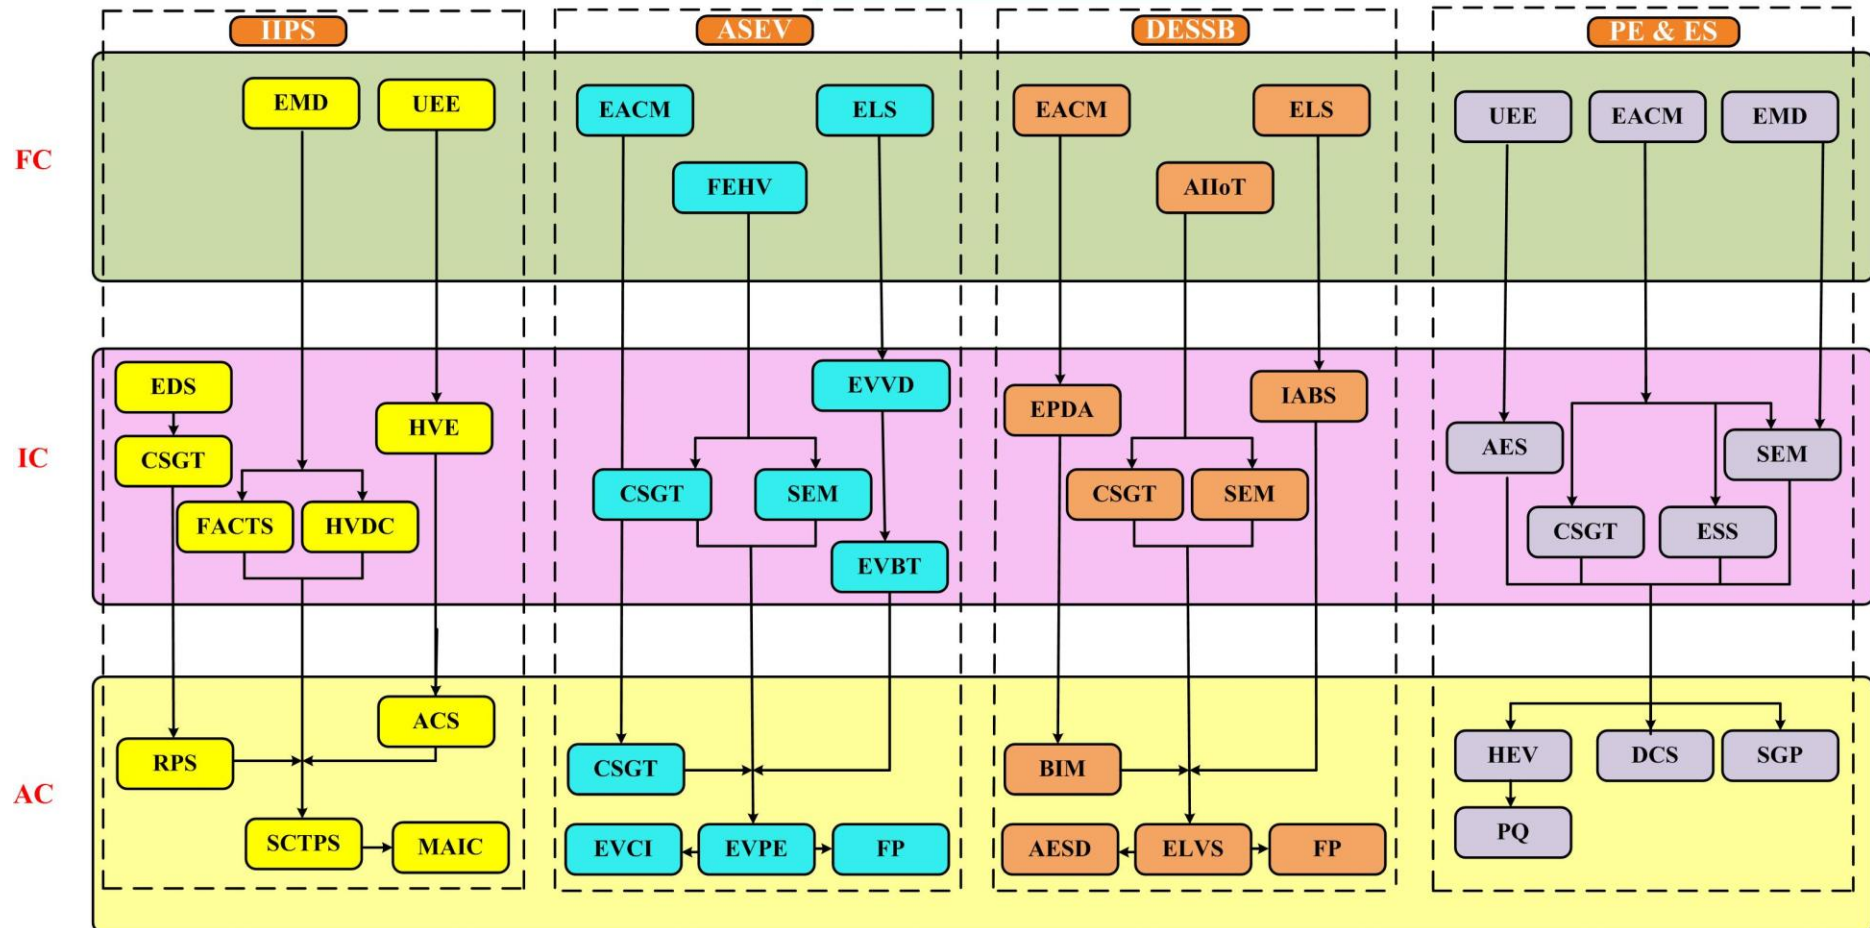 IIPS
ASEV
DESSB
PE & ES
FC
EMD
UEE
EACM
ELS
FEHV
EACM
ELS
AIIoT
UEE
EACM
EMD
IC
EDS
CSGT
HVE
FACTS
HVDC
EVVD
CSGT
SEM
EVBT
EPDA
IABS
CSGT
SEM
AES
SEM
CSGT
ESS
AC
RPS
ACS
SCTPS
MAIC
CSGT
EVCI
EVPE
FP
BIM
AESD
ELVS
FP
HEV
DCS
SGP
PQ